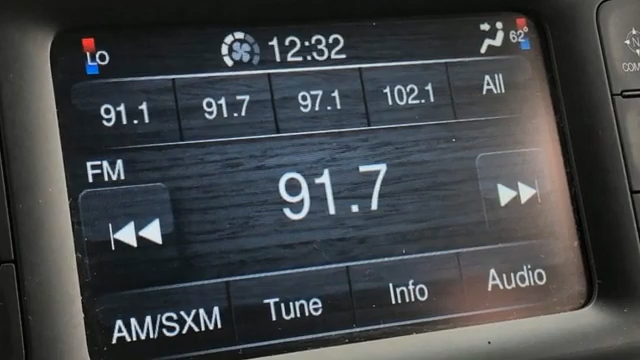 LO 12:32 62°
91.1 91.7 97.1 102.1 All
FM
91.7
AM/SXM Tune Info Audio
N
COM